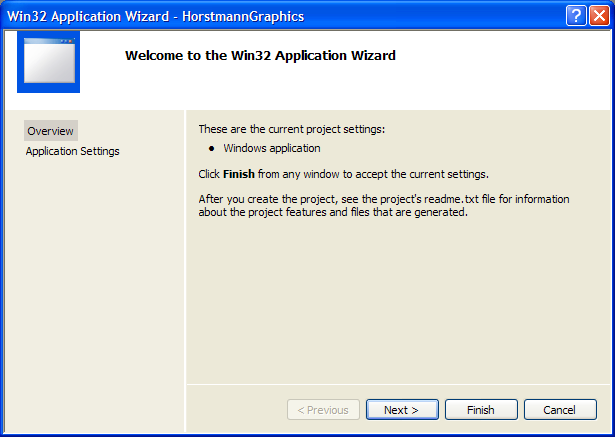 Win32 Application Wizard - HorstmannGraphics
Welcome to the Win32 Application Wizard
Overview
Application Settings
These are the current project settings:
• Windows application
Click Finish from any window to accept the current settings.
After you create the project, see the project's readme.txt file for information
about the project features and files that are generated.
< Previous
Next >
Finish
Cancel